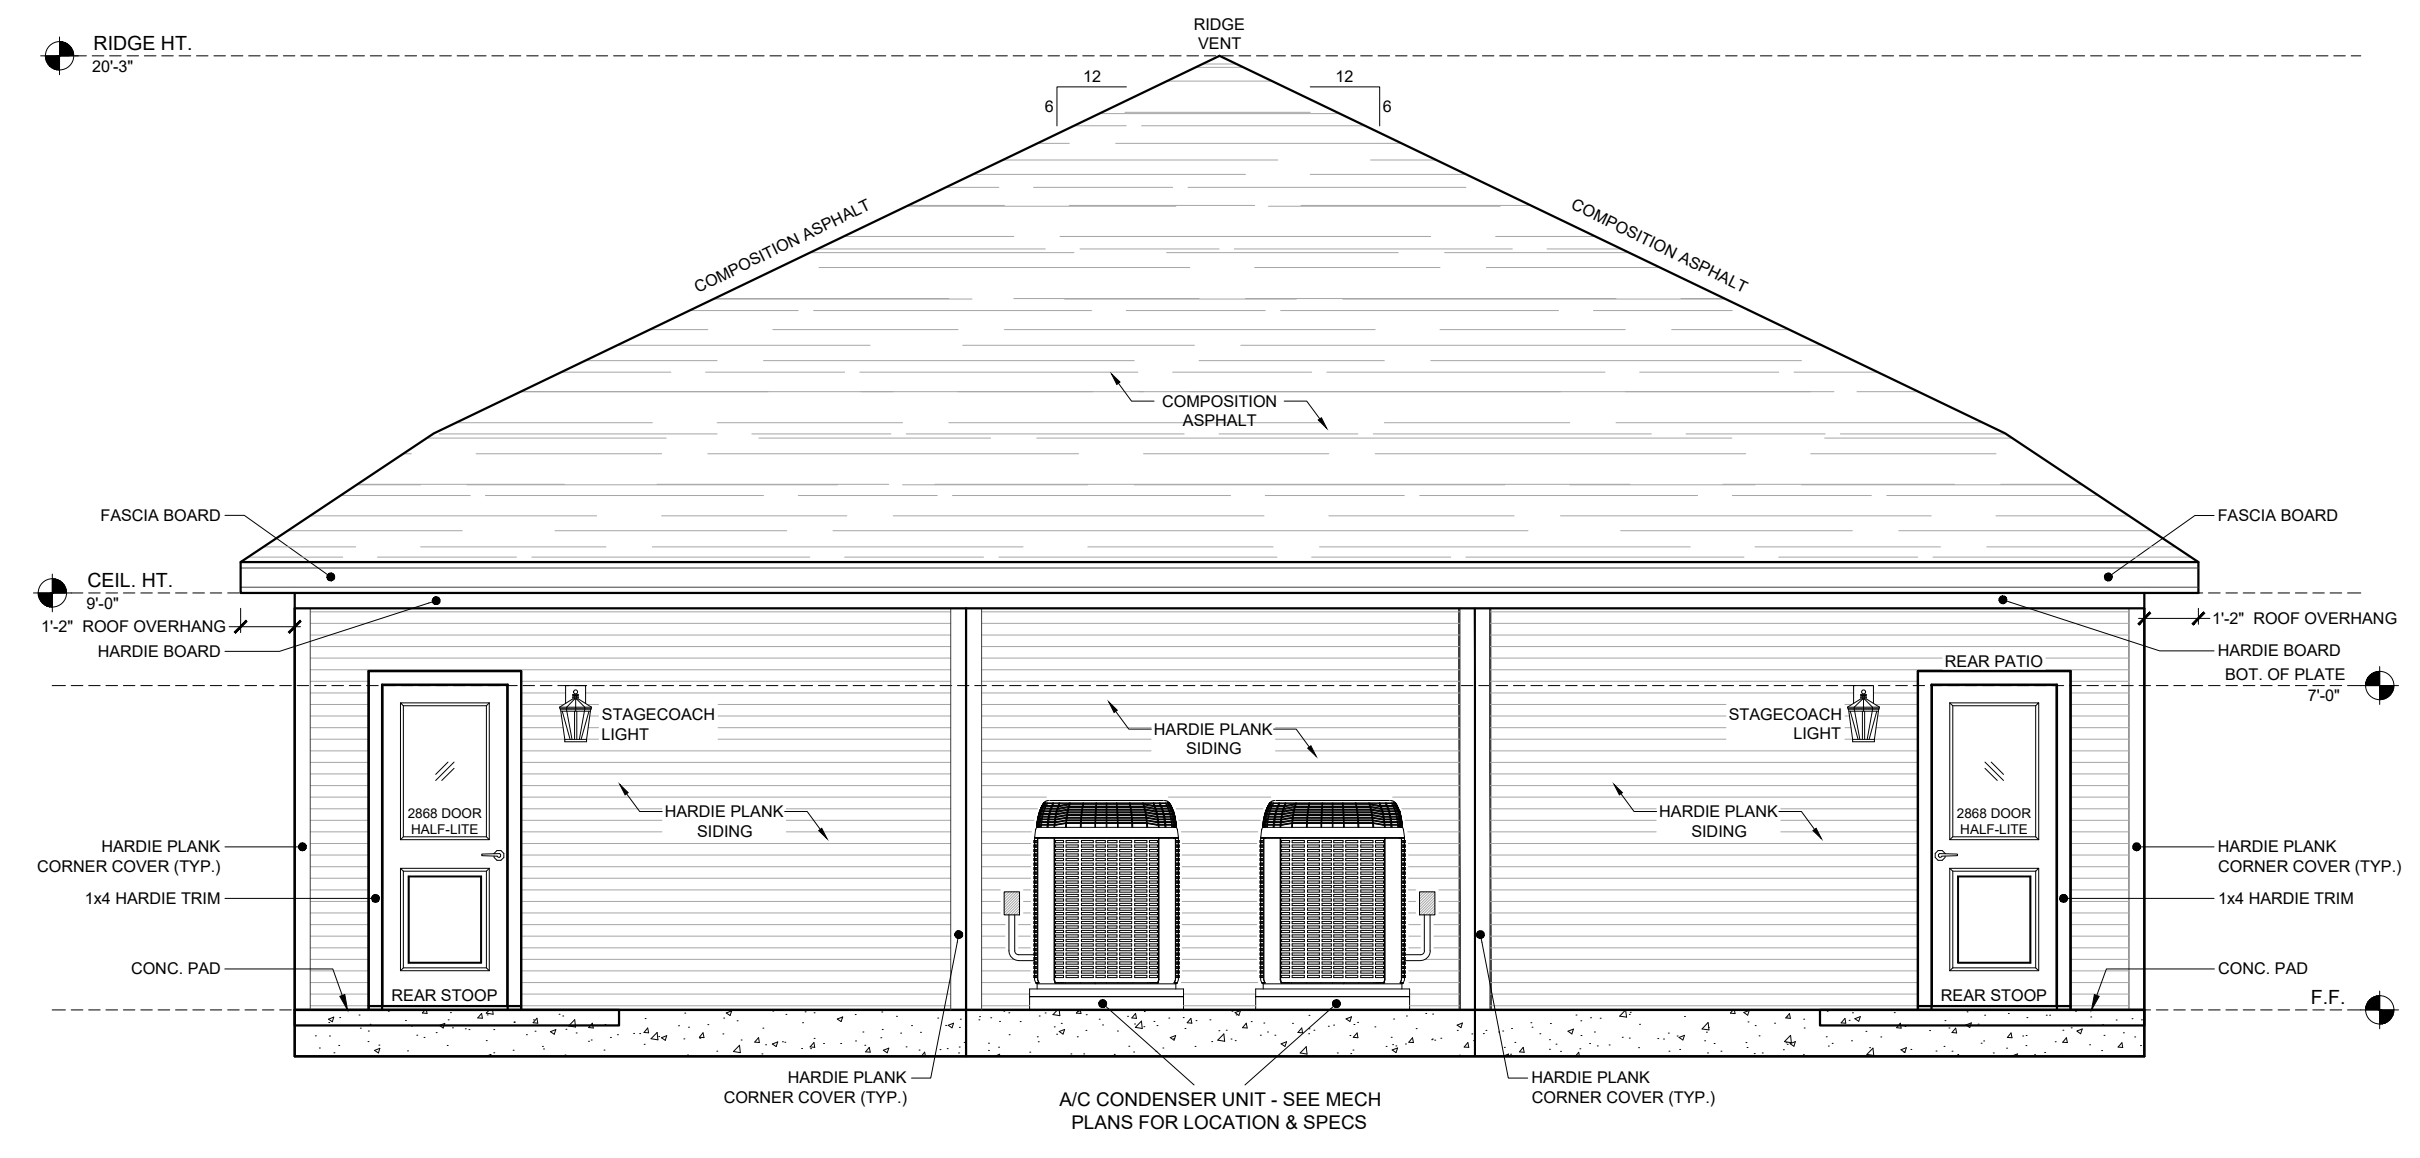 RIDGE
VENT
RIDGE HT.
20'-3"
12
12
6
6
COMPOSITION ASPHALT
COMPOSITION ASPHALT
COMPOSITION
ASPHALT
FASCIA BOARD
FASCIA BOARD
CEIL. HT.
9'-0"
1'-2" ROOF OVERHANG
1'-2" ROOF OVERHANG
HARDIE BOARD
HARDIE BOARD
REAR PATIO
BOT. OF PLATE
7'-0"
STAGECOACH
LIGHT
STAGECOACH
LIGHT
HARDIE PLANK
SIDING
HARDIE PLANK
SIDING
HARDIE PLANK
SIDING
2868 DOOR
HALF-LITE
2868 DOOR
HALF-LITE
HARDIE PLANK
CORNER COVER (TYP.)
HARDIE PLANK
CORNER COVER (TYP.)
1x4 HARDIE TRIM
1x4 HARDIE TRIM
CONC. PAD
CONC. PAD
REAR STOOP
REAR STOOP
F.F.
HARDIE PLANK
CORNER COVER (TYP.)
A/C CONDENSER UNIT - SEE MECH
PLANS FOR LOCATION & SPECS
HARDIE PLANK
CORNER COVER (TYP.)